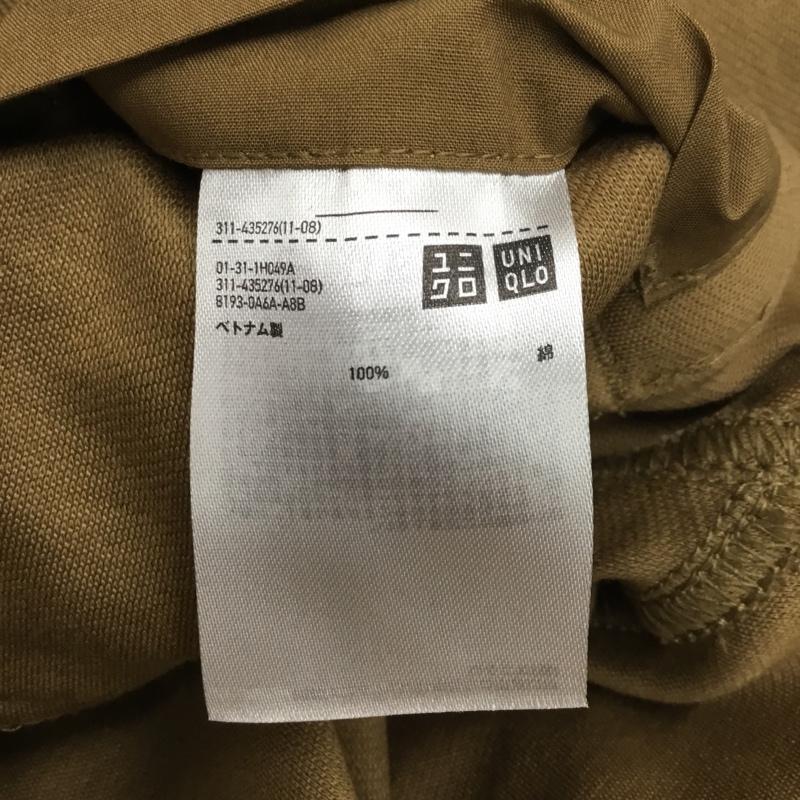 311-435276(11-08)
01-31-1H049A
311-435276(11-08)
8193-0A6A-A8B
ベトナム製
ユニ
クロ
UNI
QLO
綿
100%